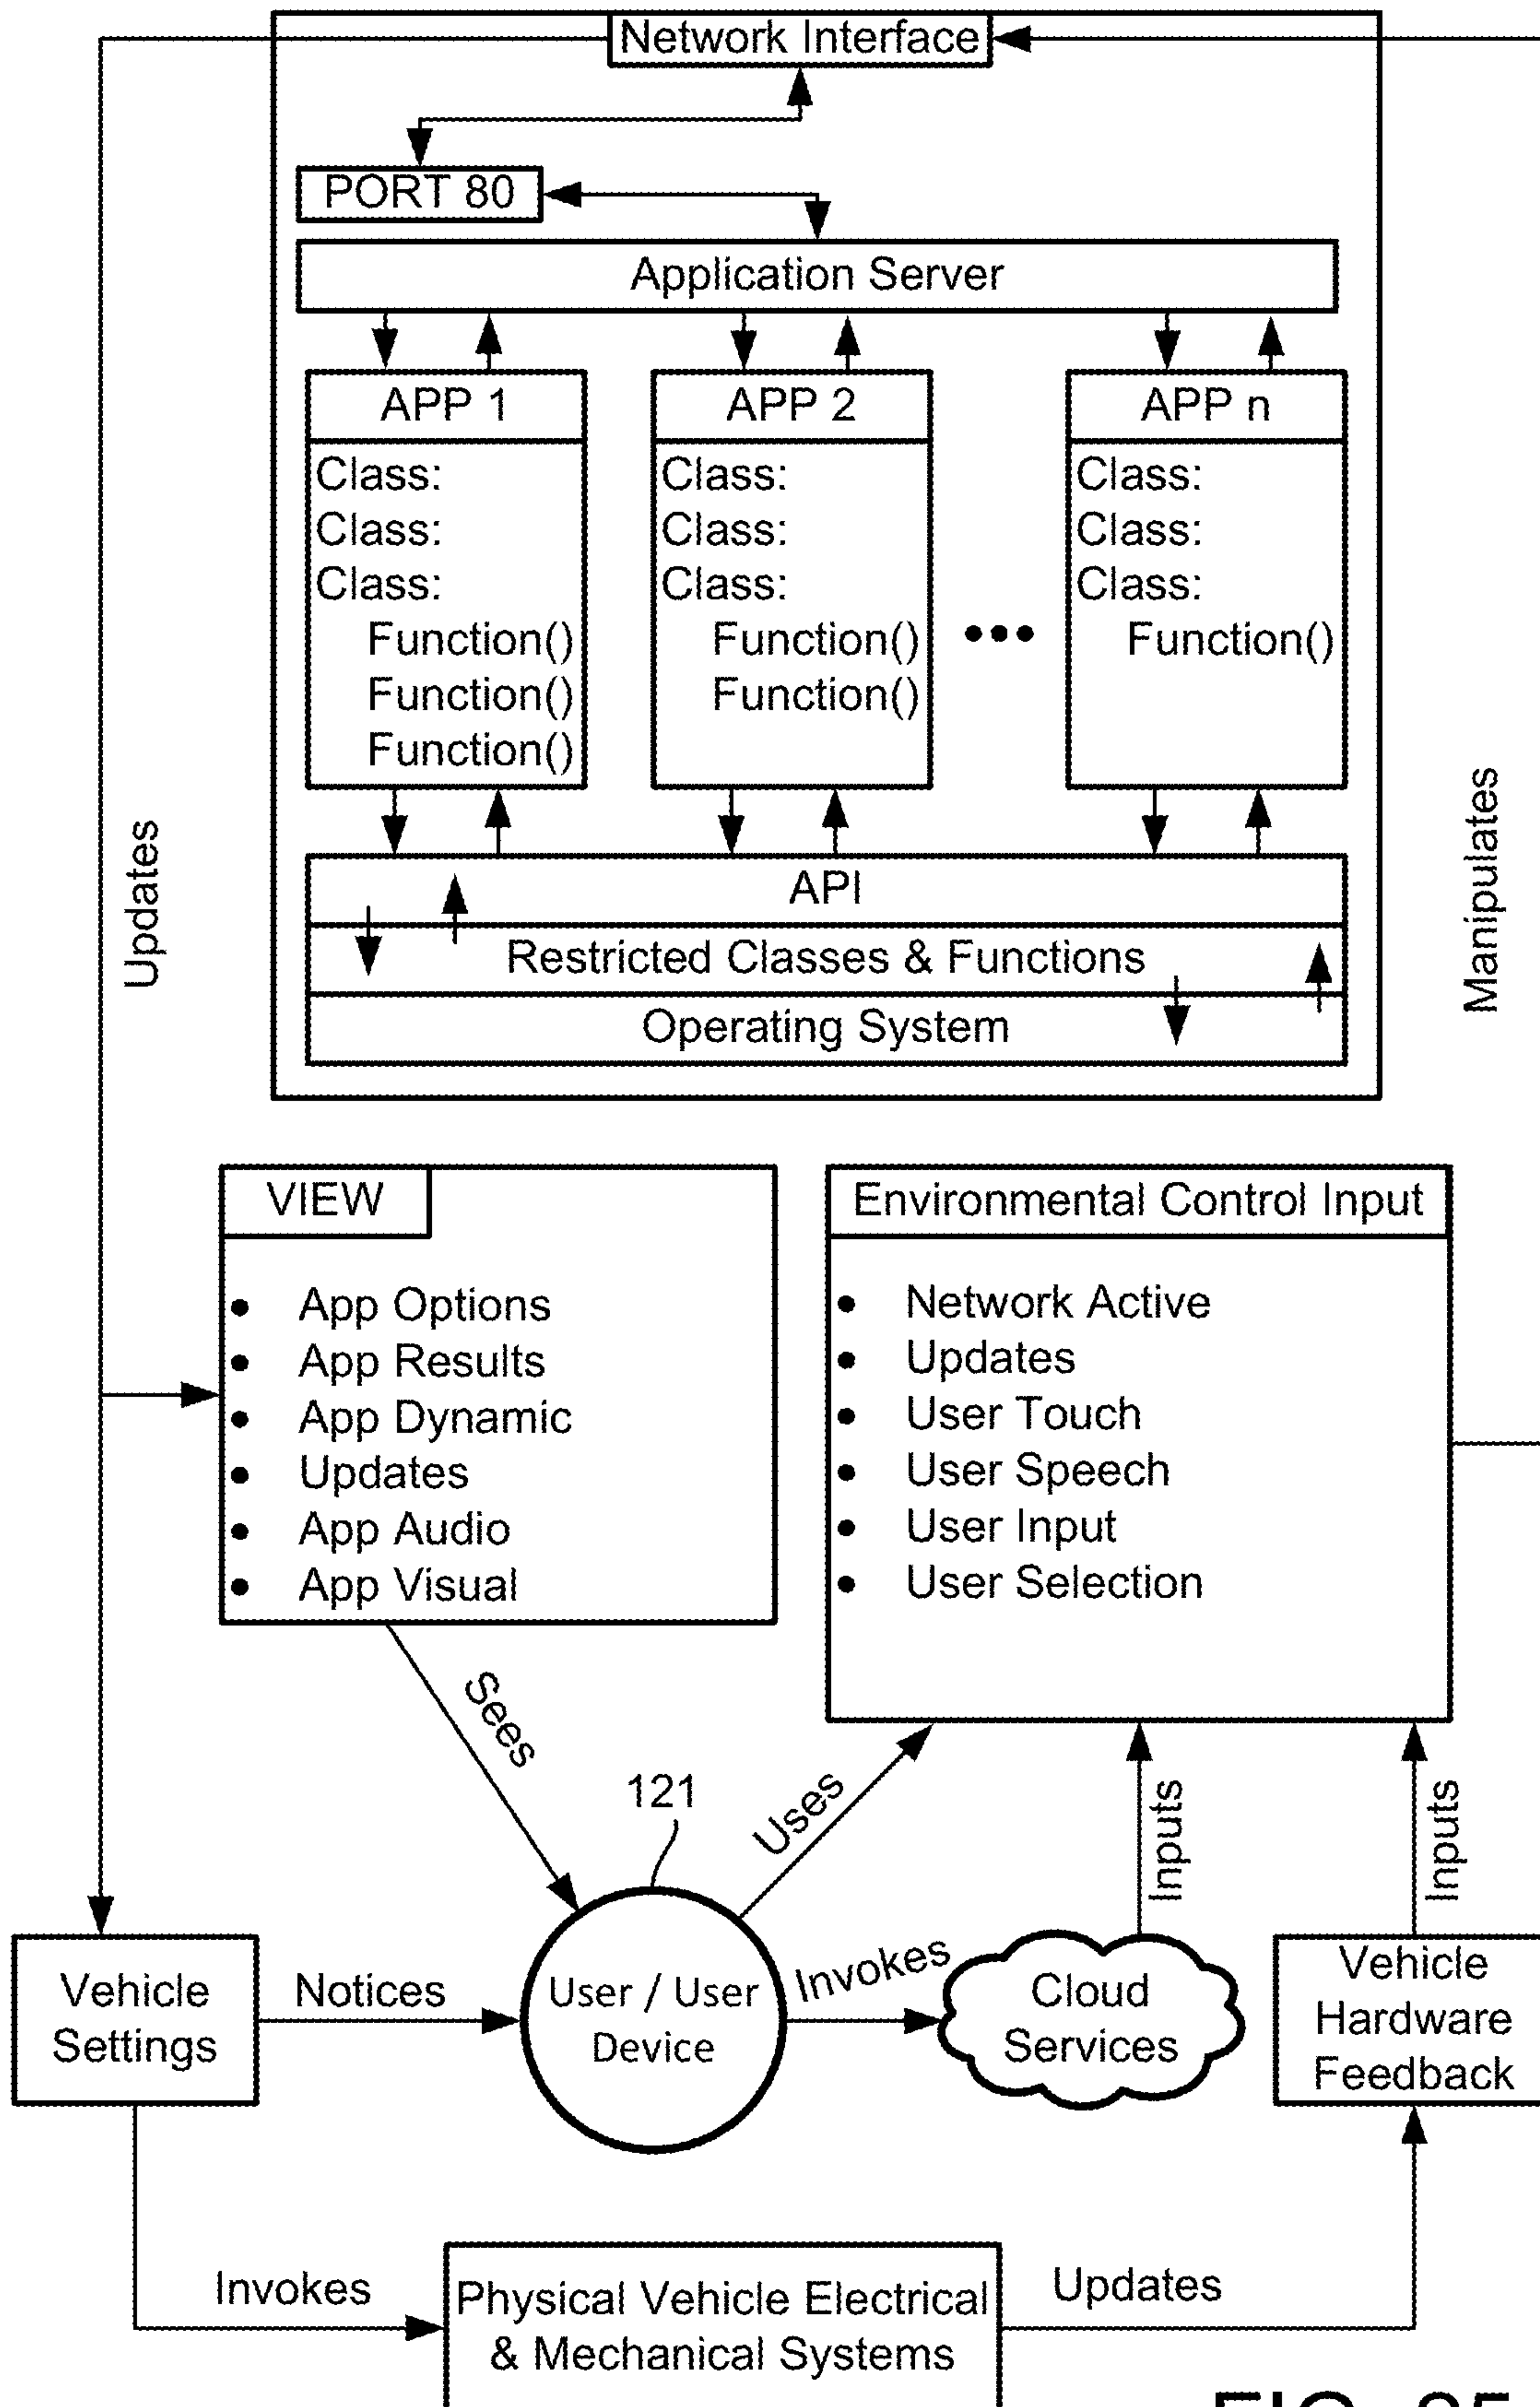 Network Interface
PORT 80
Application Server
APP 1
Class:
Class:
Class:
Function()
Function()
Function()
APP 2
Class:
Class:
Class:
Function()
Function()
APP n
Class:
Class:
Class:
Function()
API
Restricted Classes & Functions
Operating System
Updates
Manipulates
VIEW
• App Options
• App Results
• App Dynamic
• Updates
• App Audio
• App Visual
Environmental Control Input
• Network Active
• Updates
• User Touch
• User Speech
• User Input
• User Selection
Sees
121
Uses
Inputs
Inputs
Vehicle
Settings
Notices
User / User
Device
Invokes
Cloud
Services
Vehicle
Hardware
Feedback
Invokes
Physical Vehicle Electrical
& Mechanical Systems
Updates